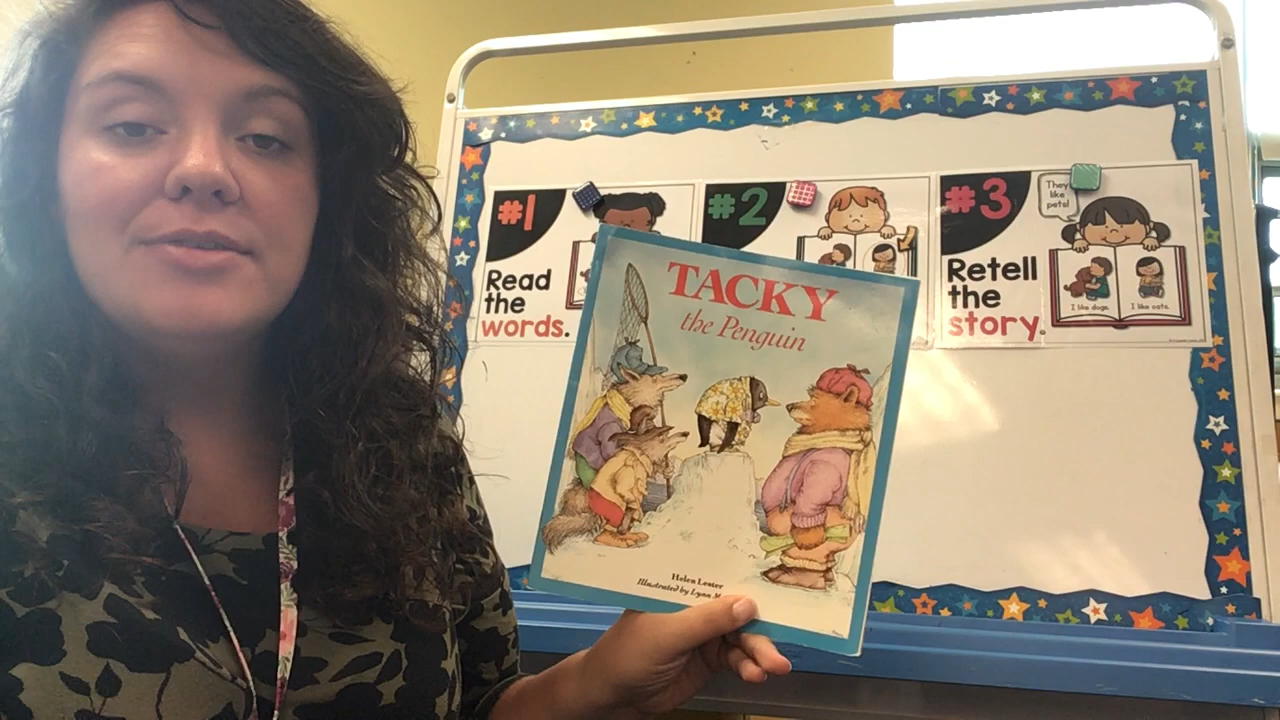 #1
Read
the
words.
#2
#3
They
like
pets!
Retell
the
story.
I like dogs.
I like cats.
TACKY
the Penguin
Helen Lester
Illustrated by Lynn